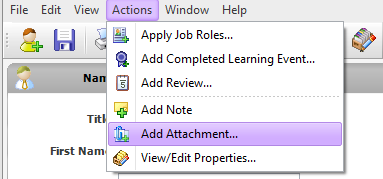 File Edit View Actions Window Help
Apply Job Roles...
Add Completed Learning Event...
Add Review...
Add Note
Add Attachment...
View/Edit Properties...
Nam
Titl
First Nam